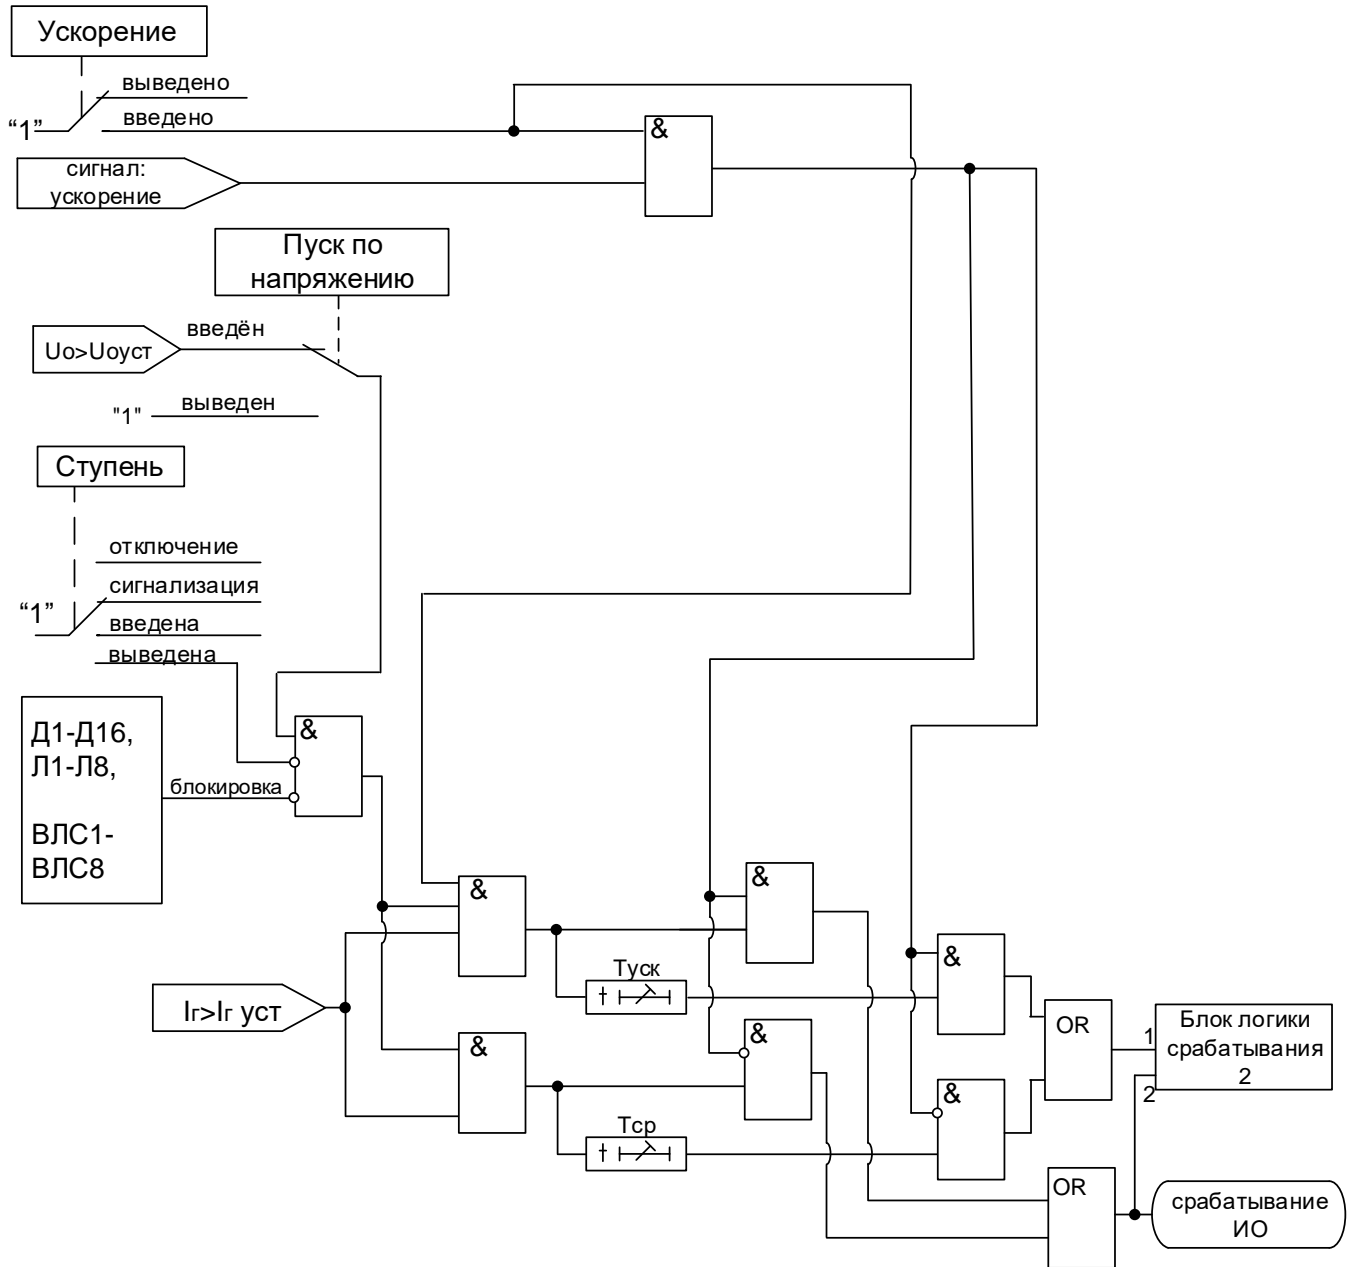 Ускорение
выведено
“1”
введено
&
сигнал:
ускорение
Пуск по
напряжению
введён
Uo>Uoуст
"1"
выведен
Ступень
отключение
сигнализация
“1”
введена
выведена
Д1-Д16,
Л1-Л8,
ВЛС1-
ВЛС8
блокировка
&
&
&
Туск
&
Iг>Iг уст
&
&
Тср
&
OR
1
2
Блок логики
срабатывания
2
OR
срабатывание
ИО